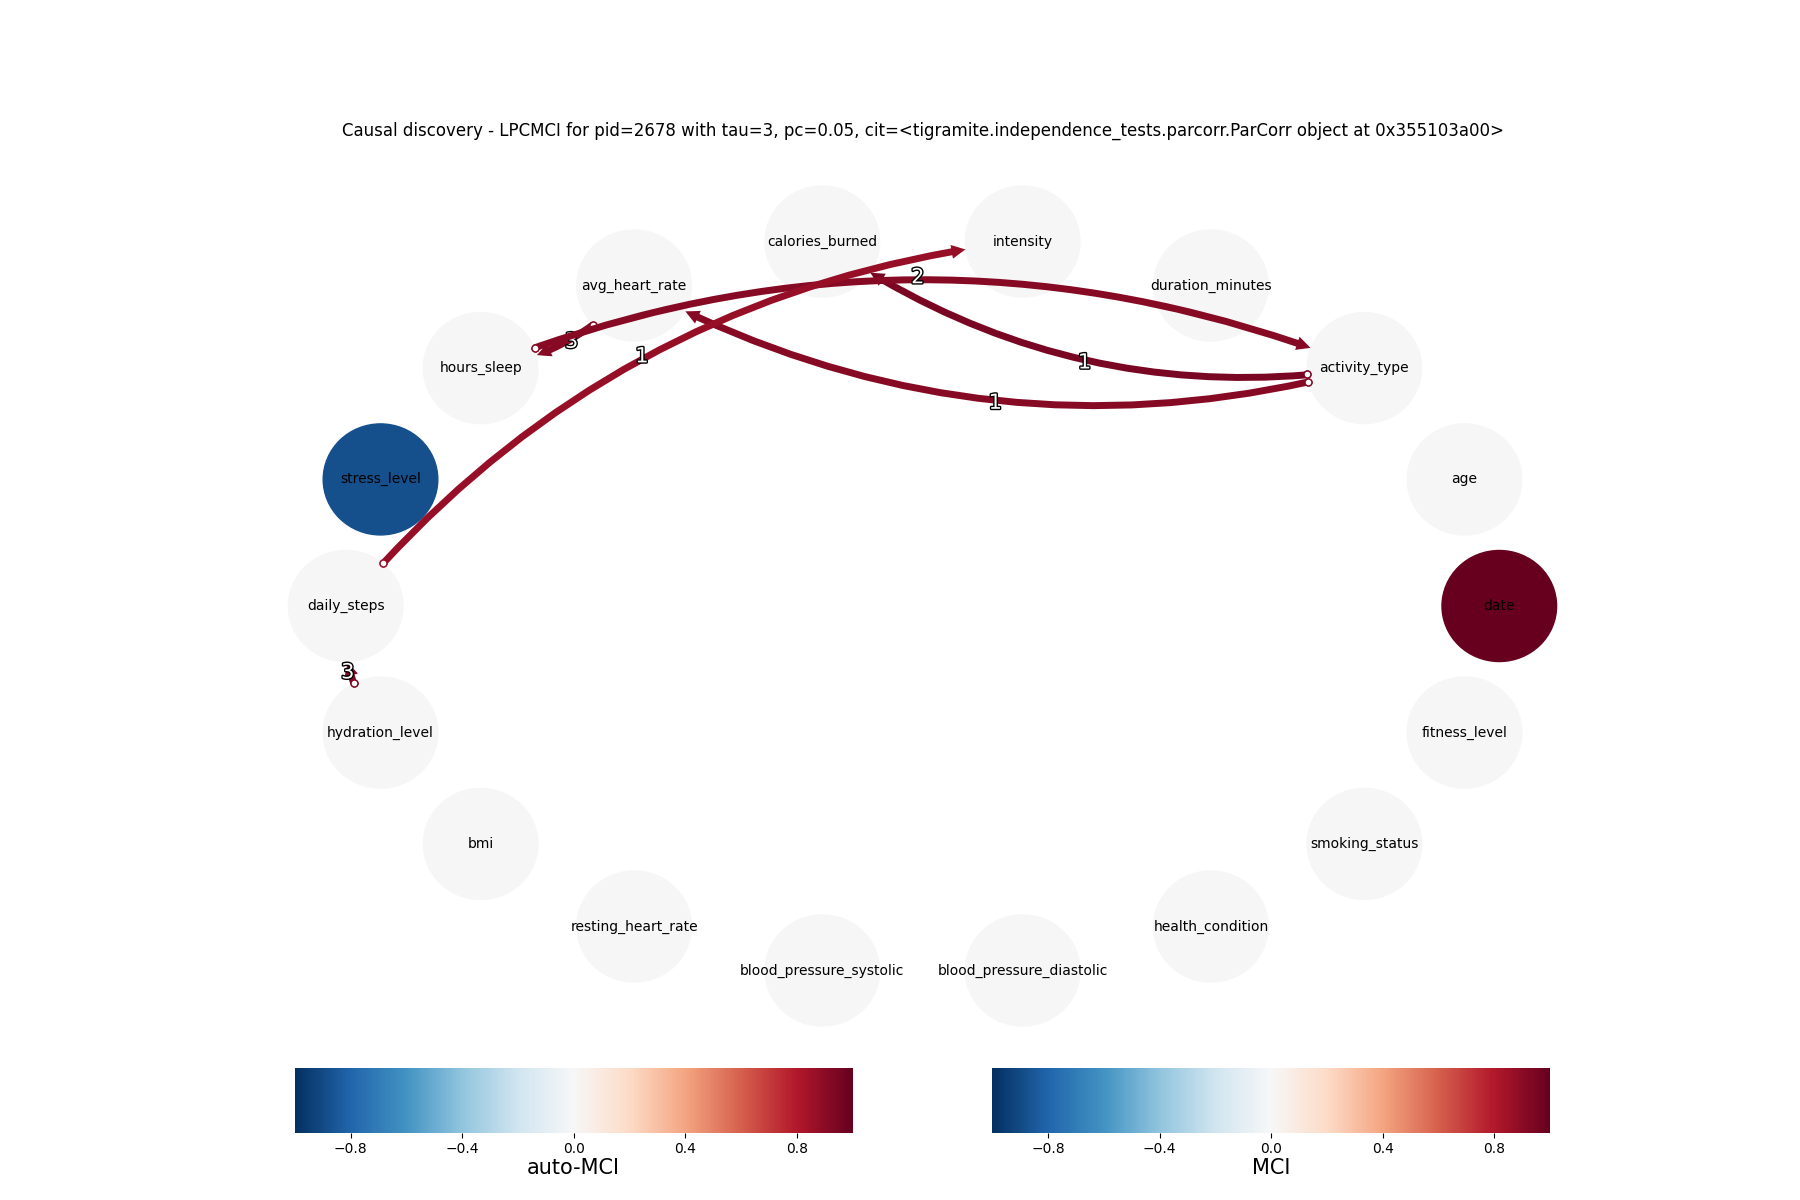 Causal discovery - LPCMCI for pid=2678 with tau=3, pc=0.05, cit=<tigramite.independence_tests.parcorr.ParCorr object at 0x355103a00>
calories_burned
intensity
avg_heart_rate
2
duration_minutes
3
1
1
hours_sleep
activity_type
1
stress_level
age
daily_steps
date
3
hydration_level
fitness_level
bmi
smoking_status
resting_heart_rate
health_condition
blood_pressure_systolic
blood_pressure_diastolic
−0.8 −0.4 0.0 0.4 0.8
auto-MCI
−0.8 −0.4 0.0 0.4 0.8
MCI